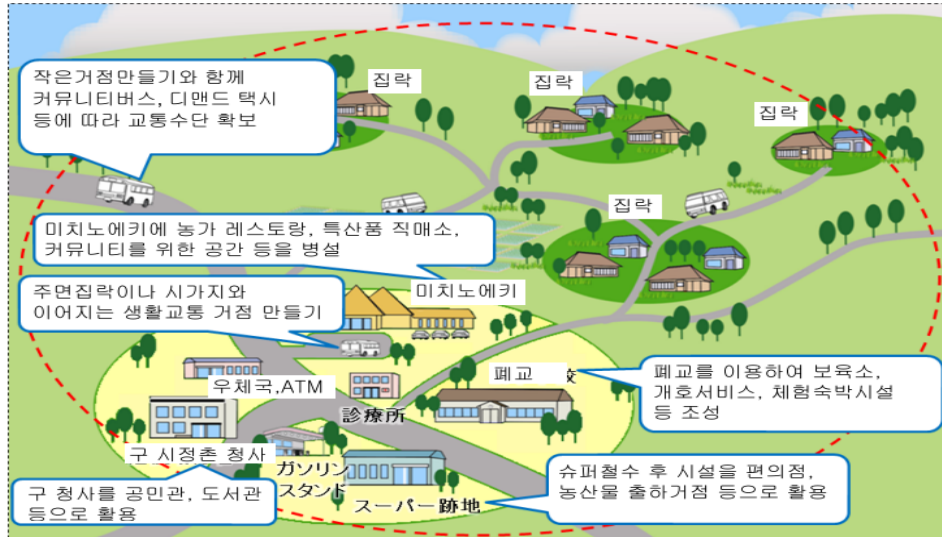 작은거점만들기와 함께
커뮤니티버스, 디맨드 택시
등에 따라 교통수단 확보
집락
집락
집락
집락
미치노에키에 농가 레스토랑, 특산품 직매소,
커뮤니티를 위한 공간 등을 병설
미치노에키
주면집락이나 시가지와
이어지는 생활교통 거점 만들기
우체국,ATM
폐교
校
폐교를 이용하여 보육소,
개호서비스, 체험숙박시설
등 조성
診療所
구 시정촌 청사
구 청사를 공민관, 도서관
등으로 활용
ガソリン
スタンド
スーパー跡地
슈퍼철수 후 시설을 편의점,
농산물 출하거점 등으로 활용